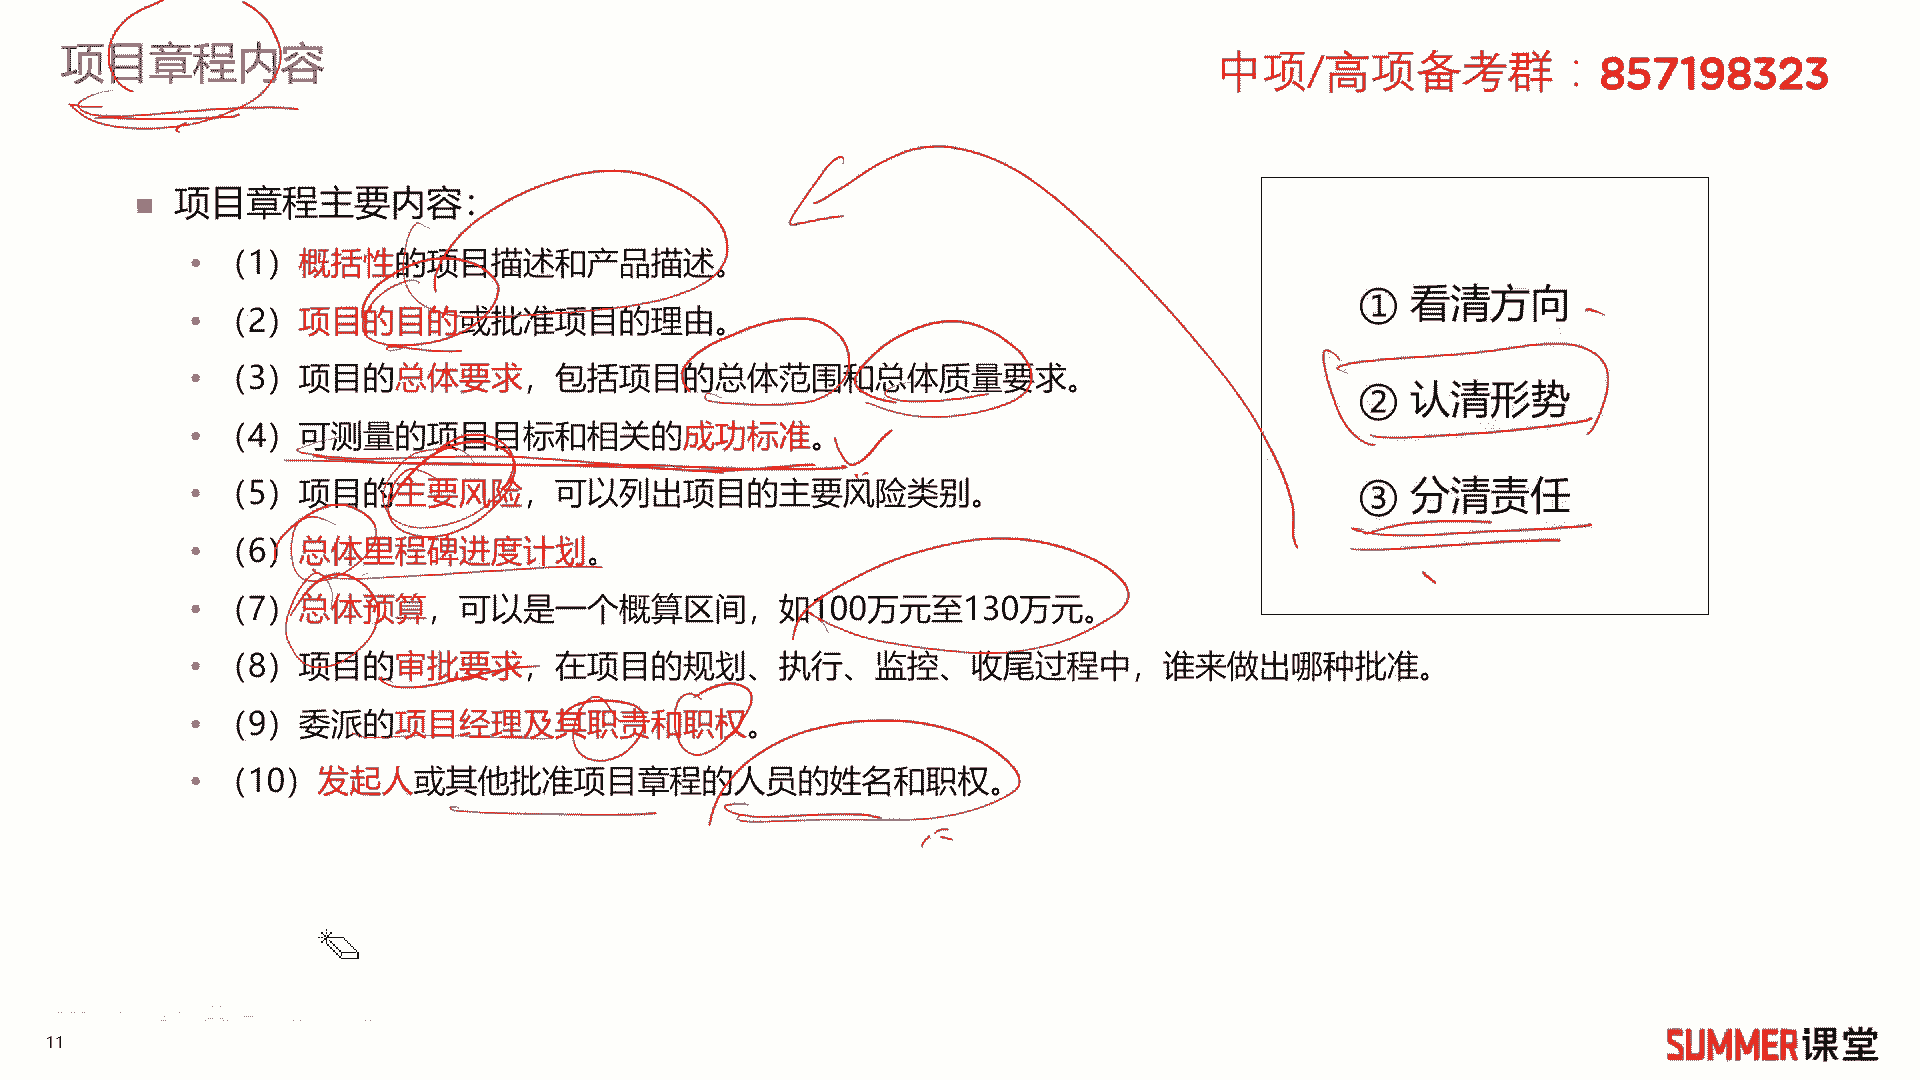 项目章程内容
中项/高项备考群：857198323
项目章程主要内容：
（1）概括性的项目描述和产品描述。
（2）项目的目的或批准项目的理由。
（3）项目的总体要求，包括项目的总体范围和总体质量要求。
（4）可测量的项目目标和相关的成功标准。
（5）项目的主要风险，可以列出项目的主要风险类别。
（6）总体里程碑进度计划。
（7）总体预算，可以是一个概算区间，如100万元至130万元。
（8）项目的审批要求，在项目的规划、执行、监控、收尾过程中，谁来做出哪种批准。
（9）委派的项目经理及其职责和职权。
（10）发起人或其他批准项目章程的人员的姓名和职权。
① 看清方向
② 认清形势
③ 分清责任
11
SUMMER课堂